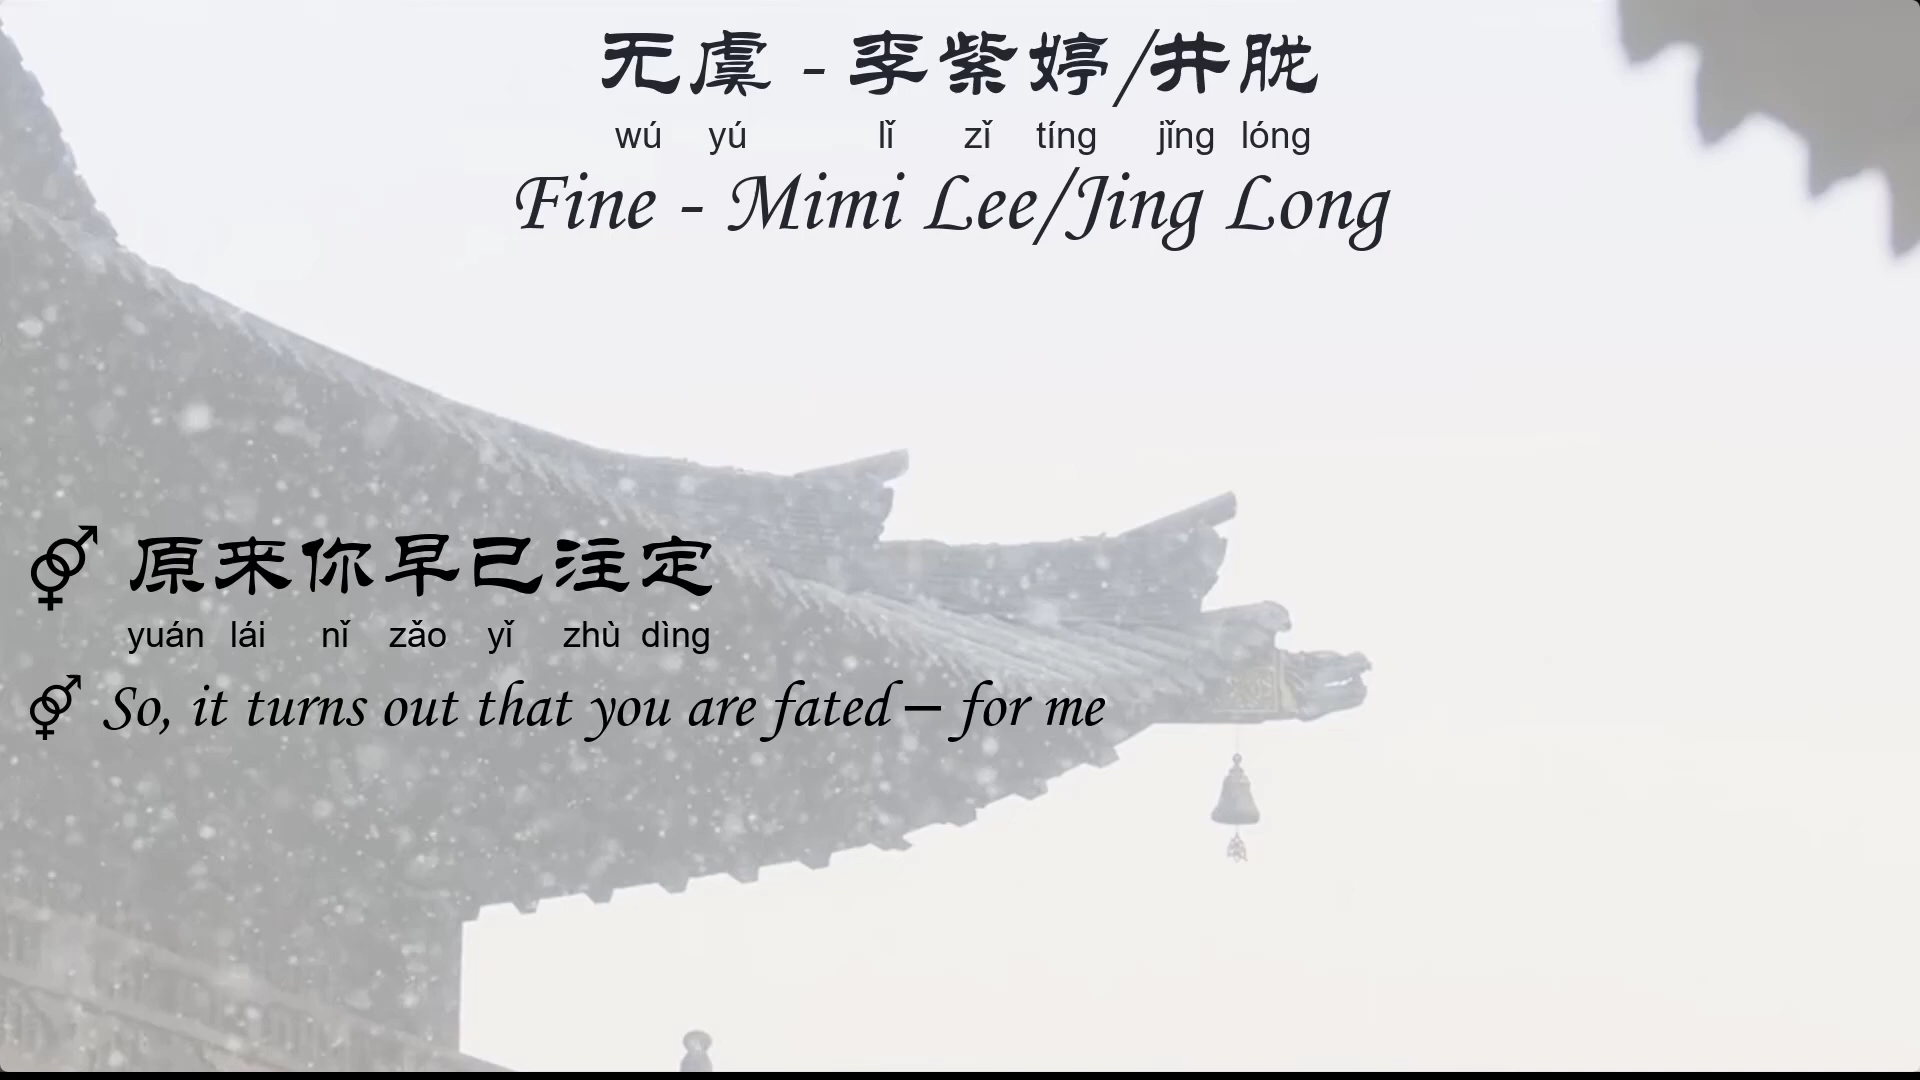 无虞 - 李紫婷/井胧
wú yú lǐ zǐ tíng jǐng lóng
Fine - Mimi Lee/Jing Long
⚤ 原来你早已注定
yuán lái nǐ zǎo yǐ zhù dìng
⚤ So, it turns out that you are fated – for me